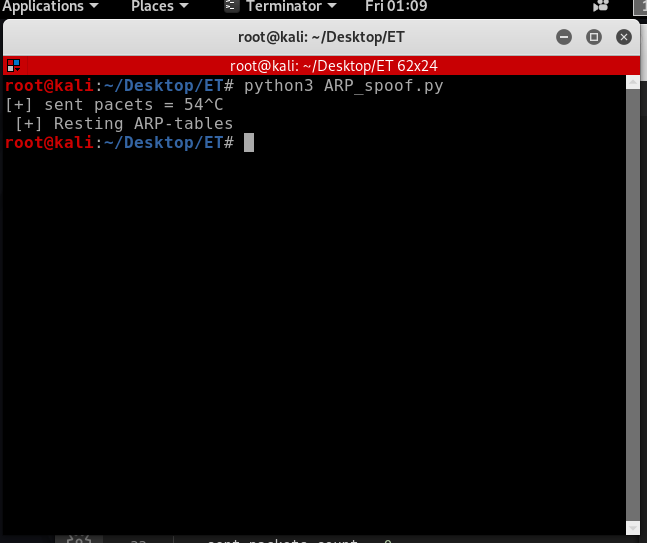 Applications Places Terminator Fri 01:09 1
root@kali: ~/Desktop/ET
root@kali: ~/Desktop/ET 62x24
root@kali:~/Desktop/ET# python3 ARP_spoof.py
[+] sent pacets = 54^C
[+] Resting ARP-tables
root@kali:~/Desktop/ET#